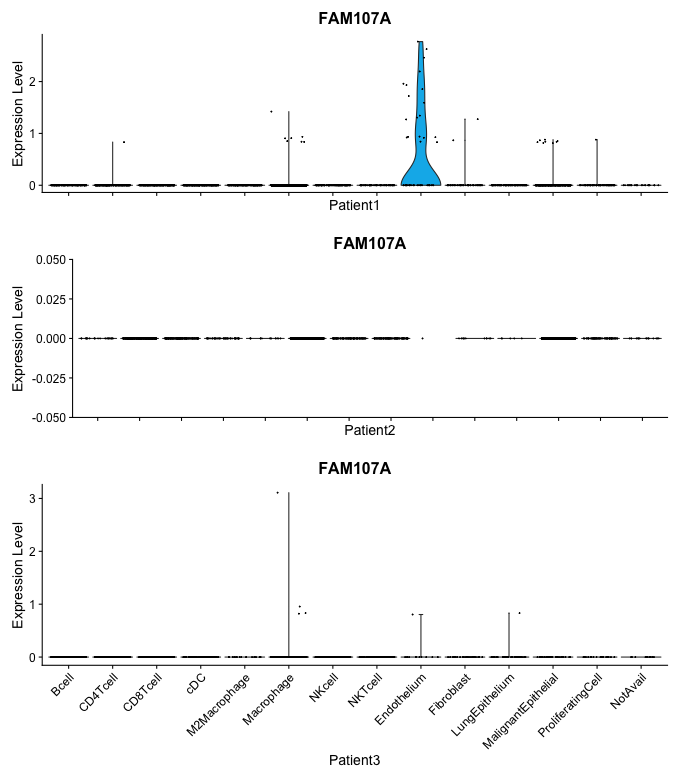 FAM107A
Expression Level
2
1
0
Patient1
FAM107A
Expression Level
0.050
0.025
0.000
-0.025
-0.050
Patient2
FAM107A
Expression Level
3
2
1
0
Bcell
CD4Tcell
CD8Tcell
cDC
M2Macrophage
Macrophage
NKcell
NKTcell
Endothelium
Fibroblast
LungEpithelium
MalignantEpithelial
ProliferatingCell
NotAvail
Patient3